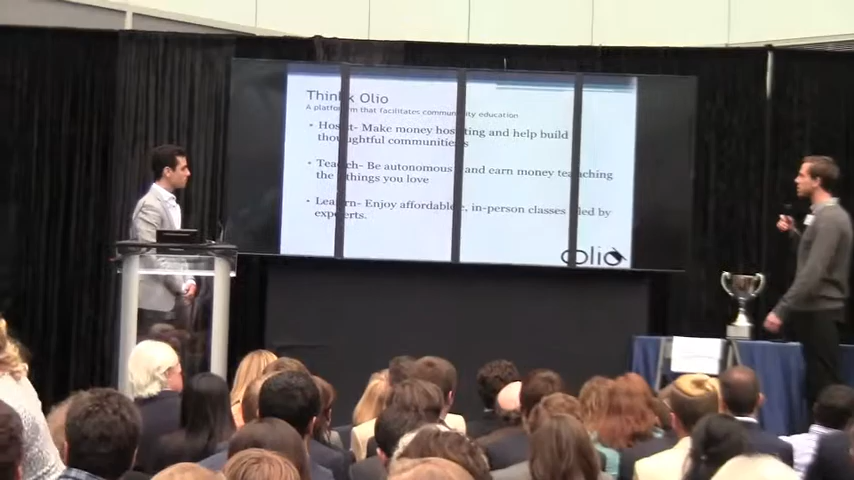 Think Olio
A platform that facilitates community education
• Host- Make money hosting and help build
thoughtful communities
• Teach- Be autonomous and earn money teaching
the things you love
• Learn- Enjoy affordable, in-person classes led by
experts.
olio